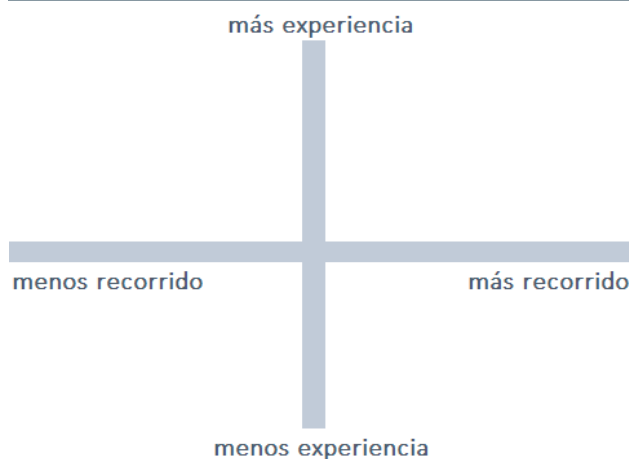 más experiencia
menos recorrido
más recorrido
menos experiencia